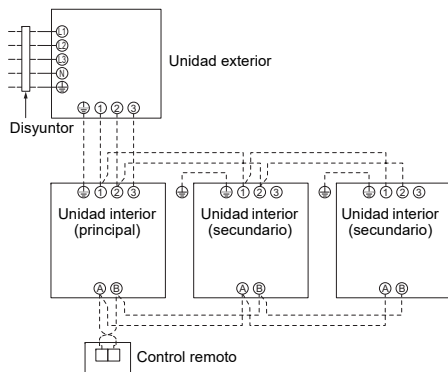 L1
L2
L3
N
Unidad exterior
1 2 3
Disyuntor
1 2 3
1 2 3
1 2 3
Unidad interior
(principal)
Unidad interior
(secundario)
Unidad interior
(secundario)
A B
A B
A B
Control remoto